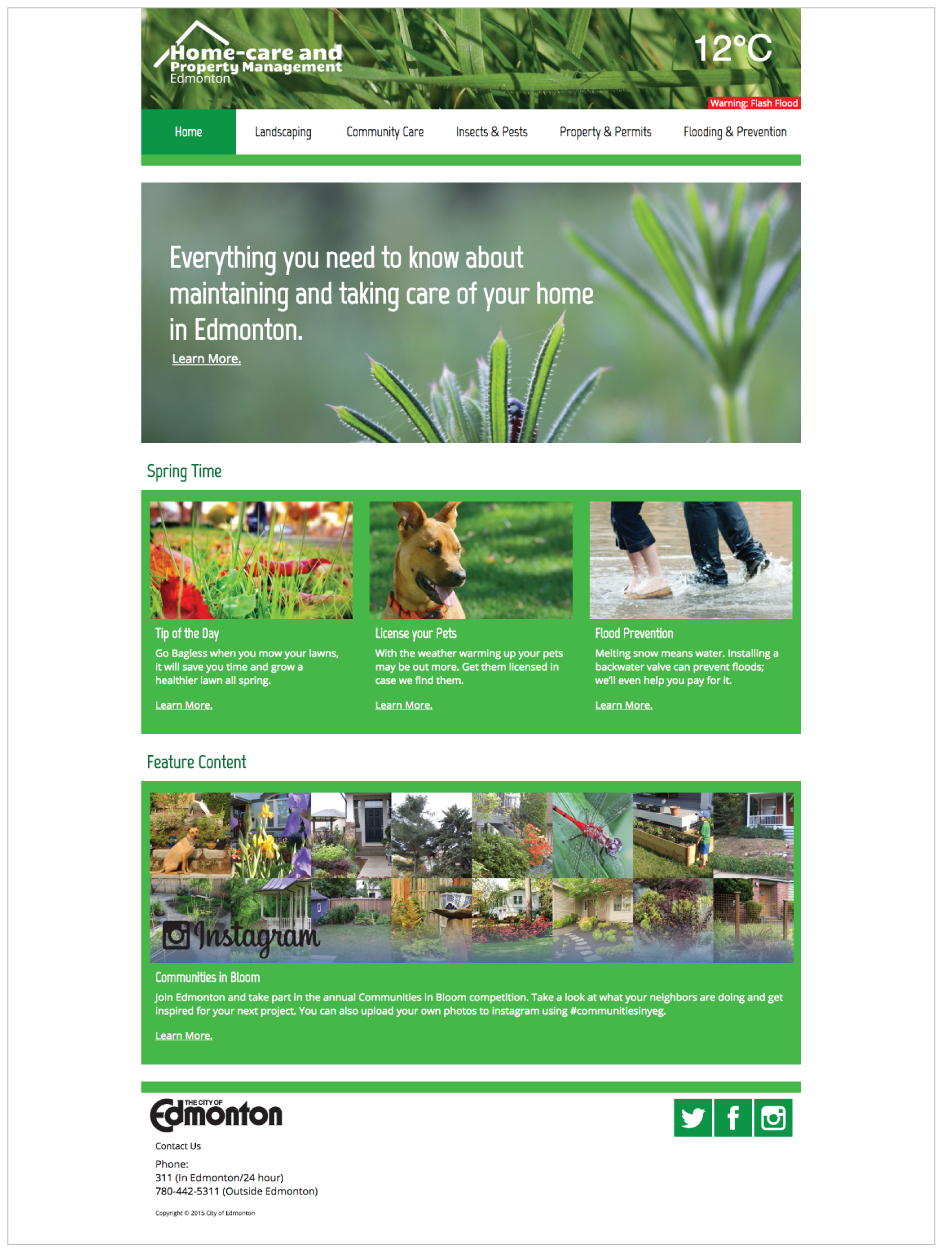 Home-care and
Property Management
Edmonton
12°C
Warning: Flash Flood
Home Landscaping Community Care Insects & Pests Property & Permits Flooding & Prevention
Everything you need to know about
maintaining and taking care of your home
in Edmonton.
Learn More.
Spring Time
Tip of the Day
Go Bagless when you mow your lawns,
it will save you time and grow a
healthier lawn all spring.
Learn More.
License your Pets
With the weather warming up your pets
may be out more. Get them licensed in
case we find them.
Learn More.
Flood Prevention
Melting snow means water. Installing a
backwater valve can prevent floods;
we'll even help you pay for it.
Learn More.
Feature Content
Instagram
Communities in Bloom
Join Edmonton and take part in the annual Communities in Bloom competition. Take a look at what your neighbors are doing and get
inspired for your next project. You can also upload your own photos to instagram using #communitiesinyeg.
Learn More.
THE CITY OF
Edmonton
Contact Us
Phone:
311 (In Edmonton/24 hour)
780-442-5311 (Outside Edmonton)
Copyright © 2015 City of Edmonton